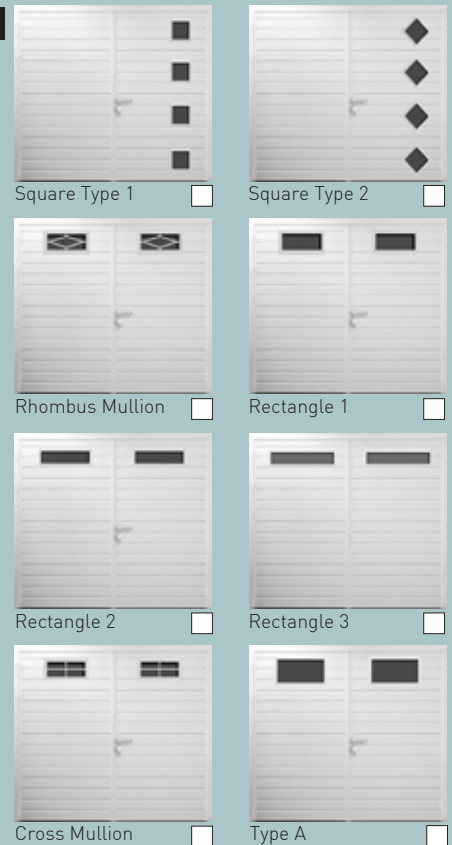 Square Type 1
Square Type 2
Rhombus Mullion
Rectangle 1
Rectangle 2
Rectangle 3
Cross Mullion
Type A